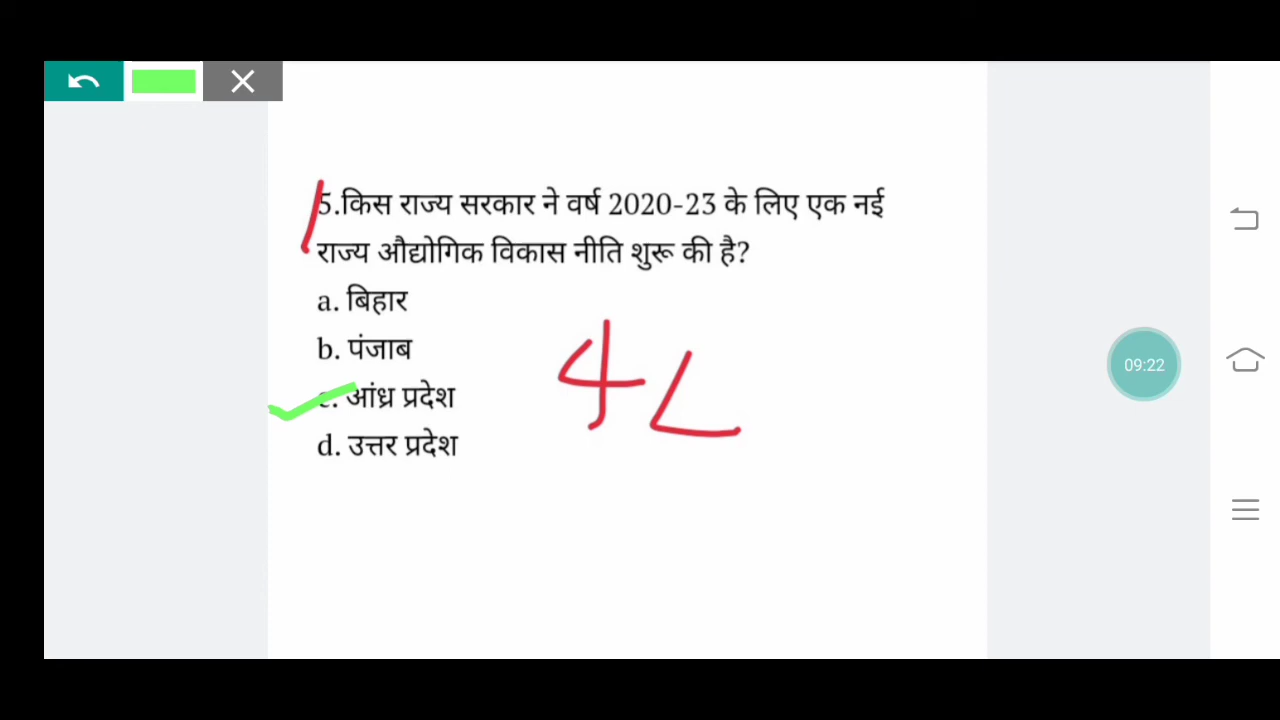 5.किस राज्य सरकार ने वर्ष 2020-23 के लिए एक नई
राज्य औद्योगिक विकास नीति शुरू की है?
a. बिहार
b. पंजाब
c. आंध्र प्रदेश
d. उत्तर प्रदेश
4L
09:22